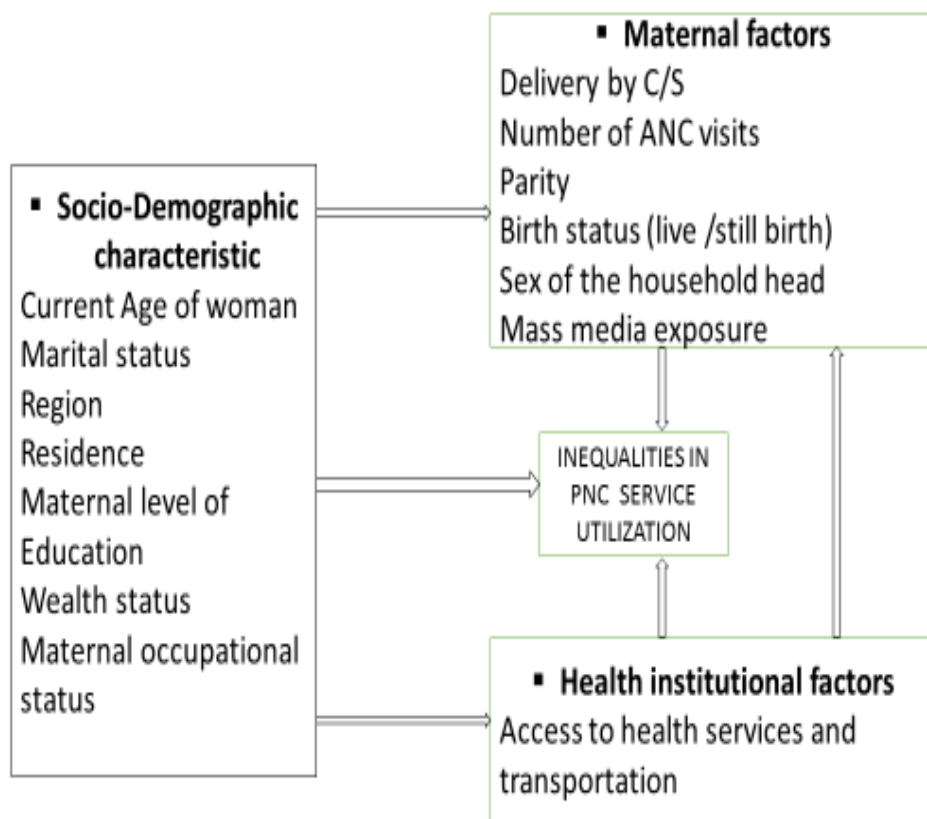 ▪ Socio-Demographic
characteristic
Current Age of woman
Marital status
Region
Residence
Maternal level of
Education
Wealth status
Maternal occupational
status
▪ Maternal factors
Delivery by C/S
Number of ANC visits
Parity
Birth status (live /still birth)
Sex of the household head
Mass media exposure
INEQUALITIES IN
PNC SERVICE
UTILIZATION
▪ Health institutional factors
Access to health services and
transportation